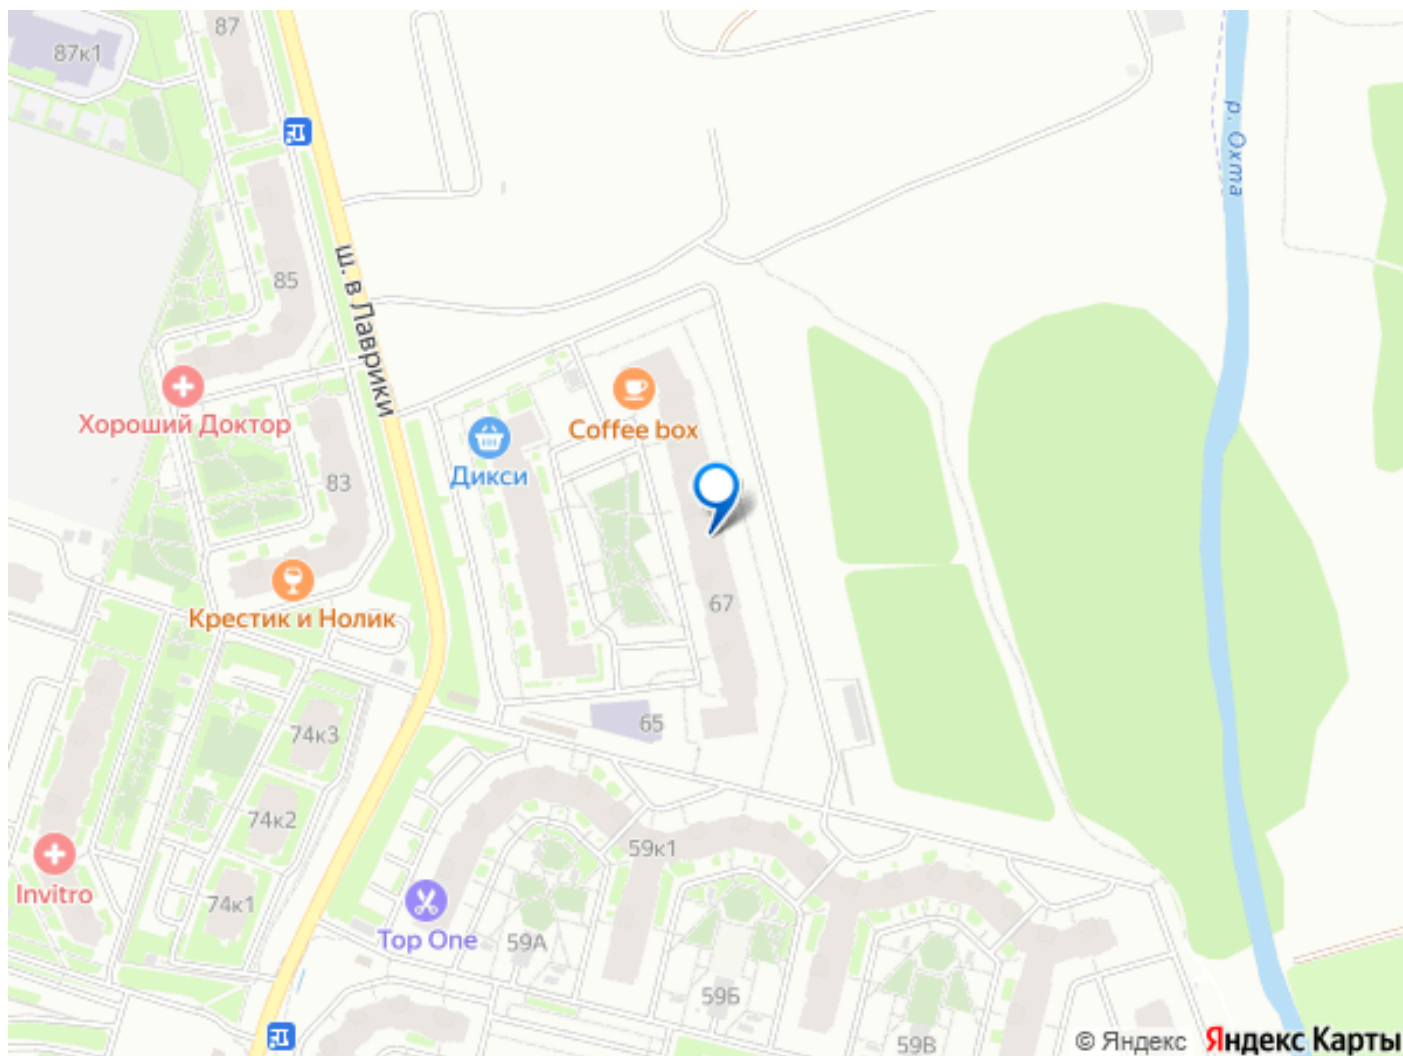 87
87к1
р. Охта
ш. в Лаврики
85
Хороший Доктор
Coffee box
Дикси
83
Крестик и Нолик
67
65
74к3
74к2
59к1
Invitro
74к1
Top One
59А
59Б
59В
© Яндекс Яндекс Карты